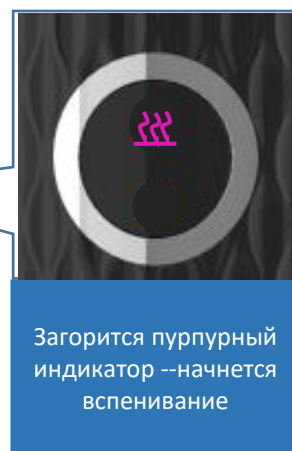 Загорится пурпурный
индикатор --начнется
вспенивание